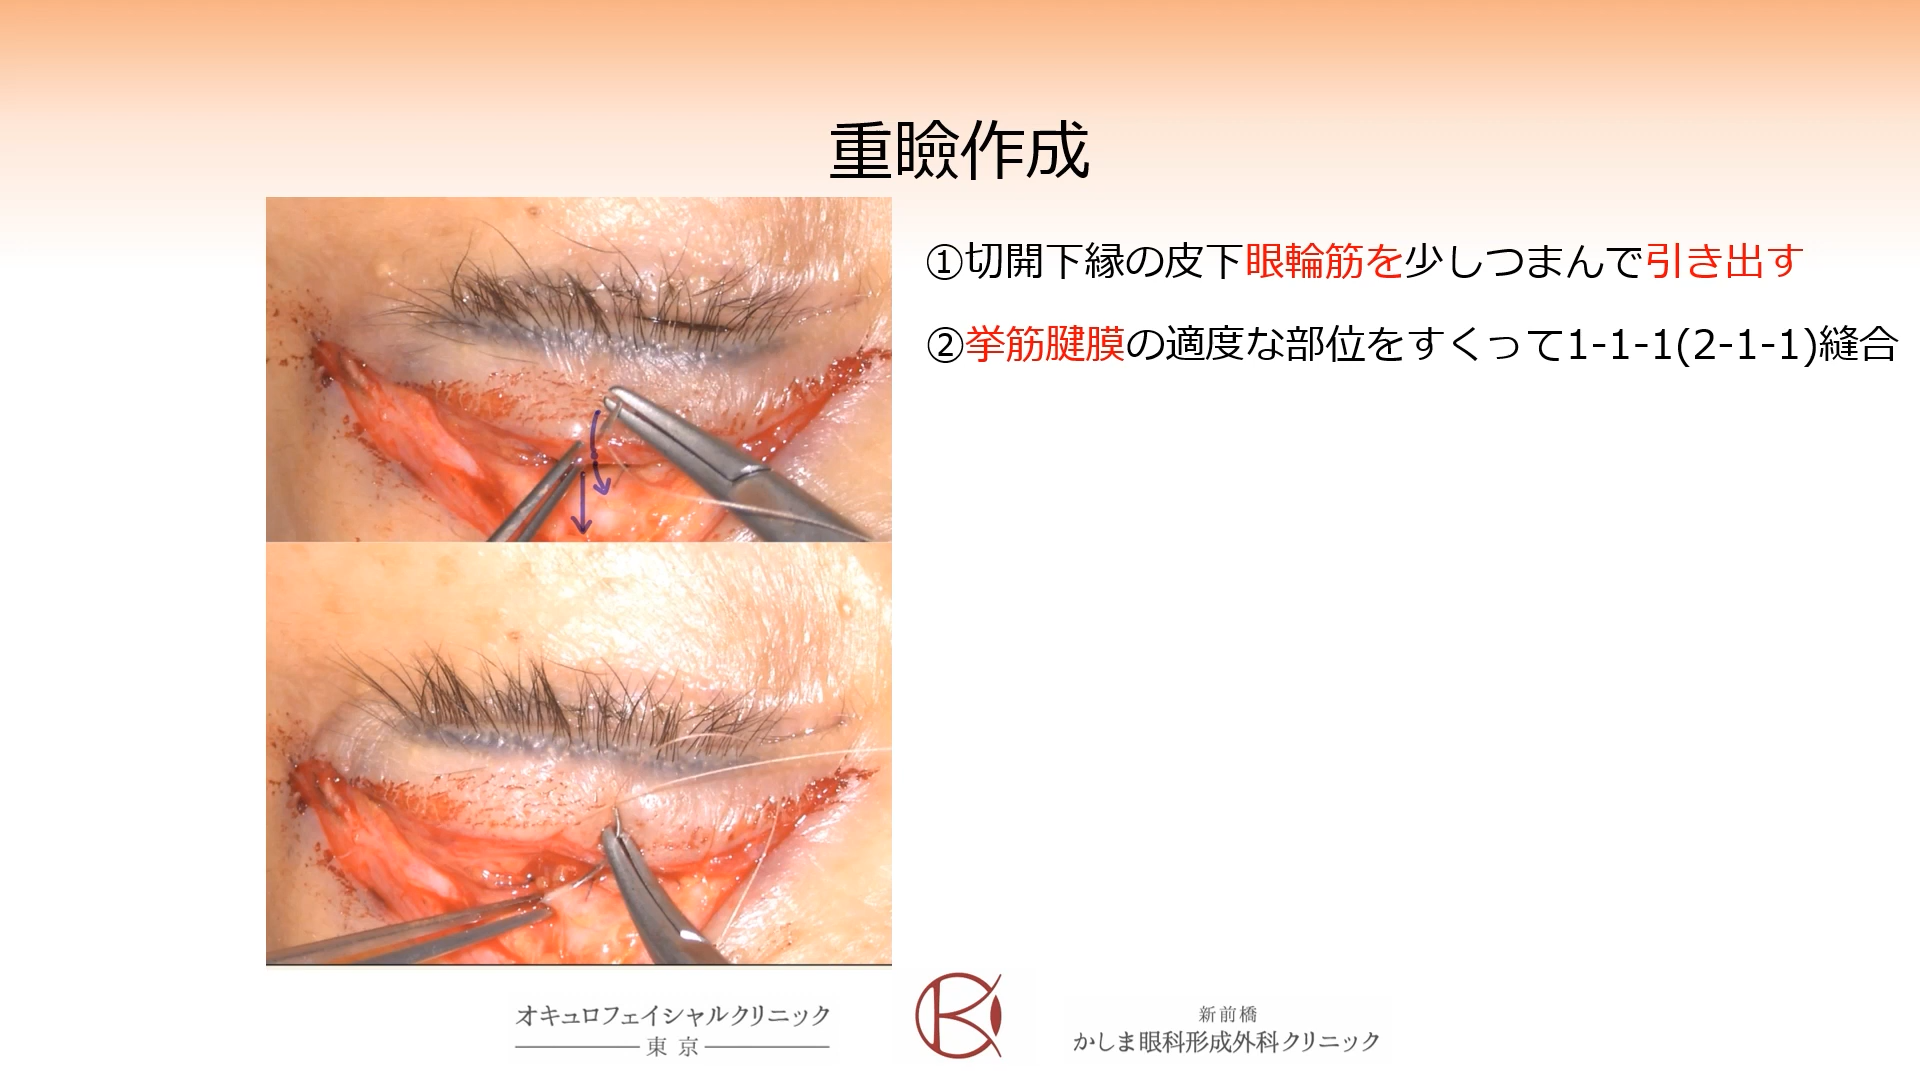 重瞼作成
①切開下縁の皮下眼輪筋を少しつまんで引き出す
②挙筋腱膜の適度な部位をすくって1-1-1(2-1-1)縫合
オキュロフェイシャルクリニック
東京
新前橋
かしま眼科形成外科クリニック